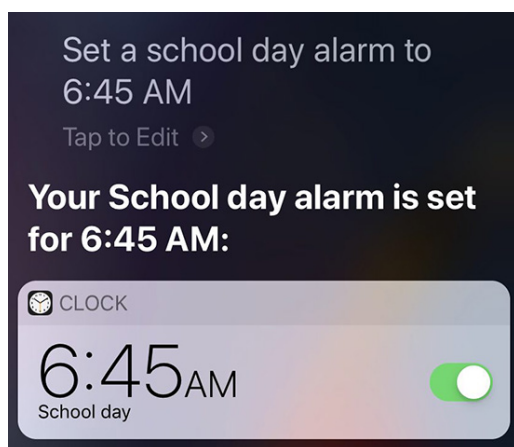 Set a school day alarm to
6:45 AM
Tap to Edit
Your School day alarm is set
for 6:45 AM:
CLOCK
6:45AM
School day